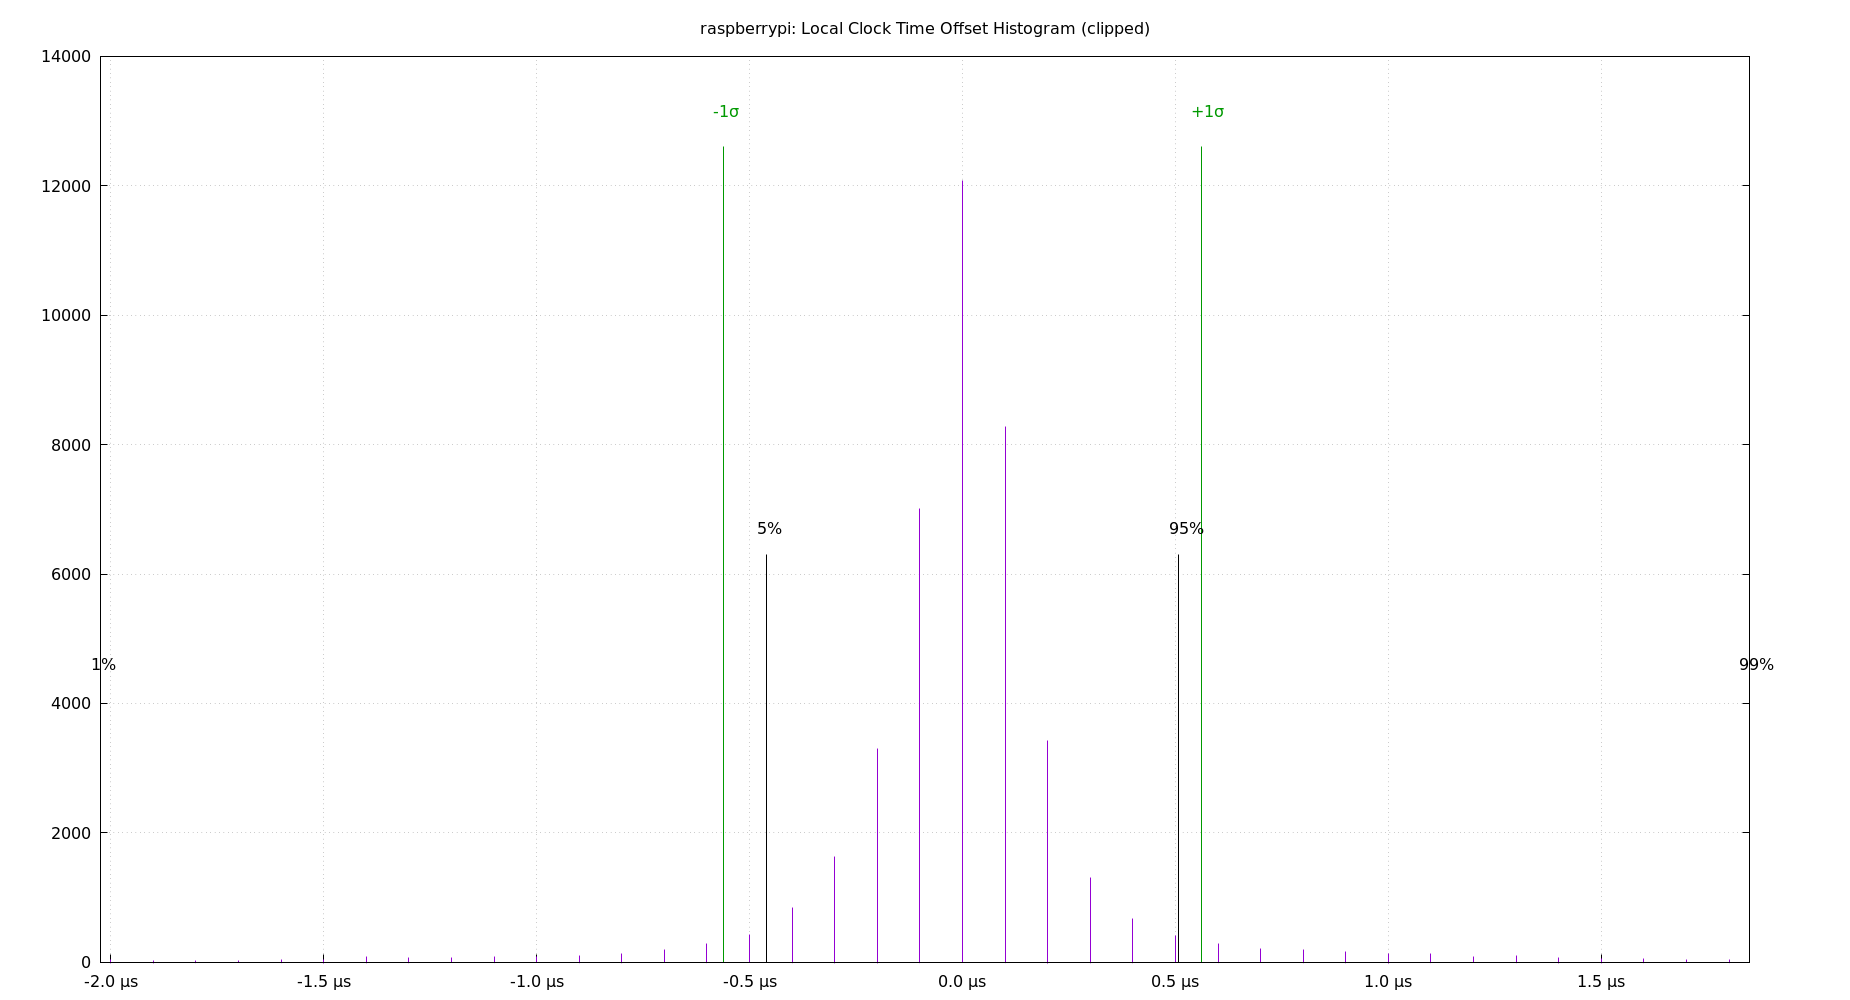 raspberrypi: Local Clock Time Offset Histogram (clipped)
14000
-1σ
+1σ
12000
10000
8000
5%
95%
6000
1%
99%
4000
2000
0
-2.0 µs
-1.5 µs
-1.0 µs
-0.5 µs
0.0 µs
0.5 µs
1.0 µs
1.5 µs